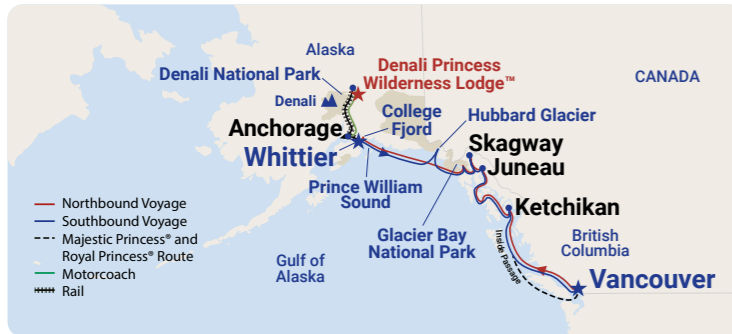 Alaska
Denali National Park
Denali Princess
Wilderness Lodge™
CANADA
Denali
College
Fjord
Hubbard Glacier
Anchorage
Whittier
Skagway
Juneau
Prince William
Sound
Glacier Bay
National Park
Ketchikan
Gulf of
Alaska
Inside Passage
British
Columbia
Vancouver
Northbound Voyage
Southbound Voyage
Majestic Princess® and
Royal Princess® Route
Motorcoach
Rail